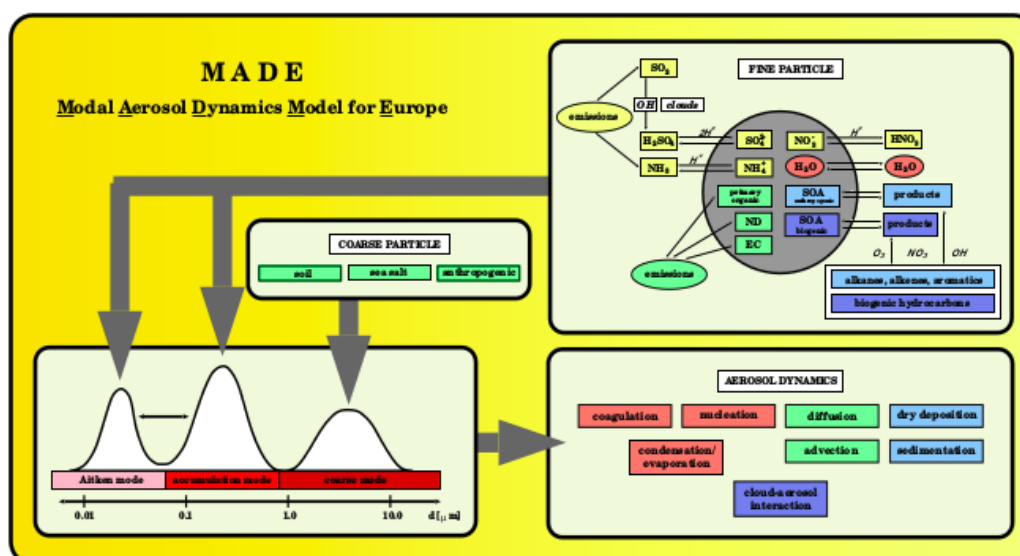 M A D E
Modal Aerosol Dynamics Model for Europe
FINE PARTICLE
SO₂
OH clouds
emissions
H₂SO₄ 2H⁺ SO₄²⁻ NO₃⁻ H⁺ HNO₃
NH₃ H⁺ NH₄⁺ H₂O H₂O
primary organic
SOA anthropogenic
products
ND
SOA biogenic
products
EC
emissions
O₃ NO₃ OH
alkanes, alkenes, aromatics
biogenic hydrocarbons
COARSE PARTICLE
soil sea salt anthropogenic
Aitken mode accumulation mode coarse mode
0.01 0.1 1.0 10.0 d [μm]
AEROSOL DYNAMICS
coagulation nucleation diffusion dry deposition
condensation/
evaporation
advection sedimentation
cloud-aerosol
interaction